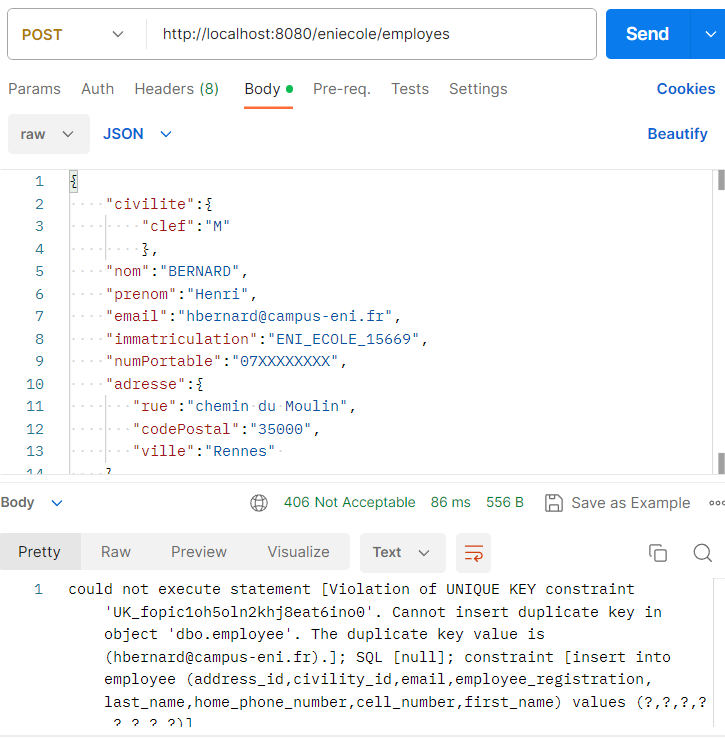 POST http://localhost:8080/eniecole/employes Send
Params Auth Headers (8) Body Pre-req. Tests Settings Cookies
raw JSON Beautify
1 {
2 "civilite":{
3 "clef":"M"
4 },
5 "nom":"BERNARD",
6 "prenom":"Henri",
7 "email":"hbernard@campus-eni.fr",
8 "immatriculation":"ENI_ECOLE_15669",
9 "numPortable":"07XXXXXXXX",
10 "adresse":{
11 "rue":"chemin du Moulin",
12 "codePostal":"35000",
13 "ville":"Rennes"
14 }
Body 406 Not Acceptable 86 ms 556 B Save as Example
Pretty Raw Preview Visualize Text
1 could not execute statement [Violation of UNIQUE KEY constraint
'UK_fopic1oh5oln2khj8eat6ino0'. Cannot insert duplicate key in
object 'dbo.employee'. The duplicate key value is
(hbernard@campus-eni.fr).]; SQL [null]; constraint [insert into
employee (address_id,civility_id,email,employee_registration,
last_name,home_phone_number,cell_number,first_name) values (?,?,?,?
,?,?,?,?)]